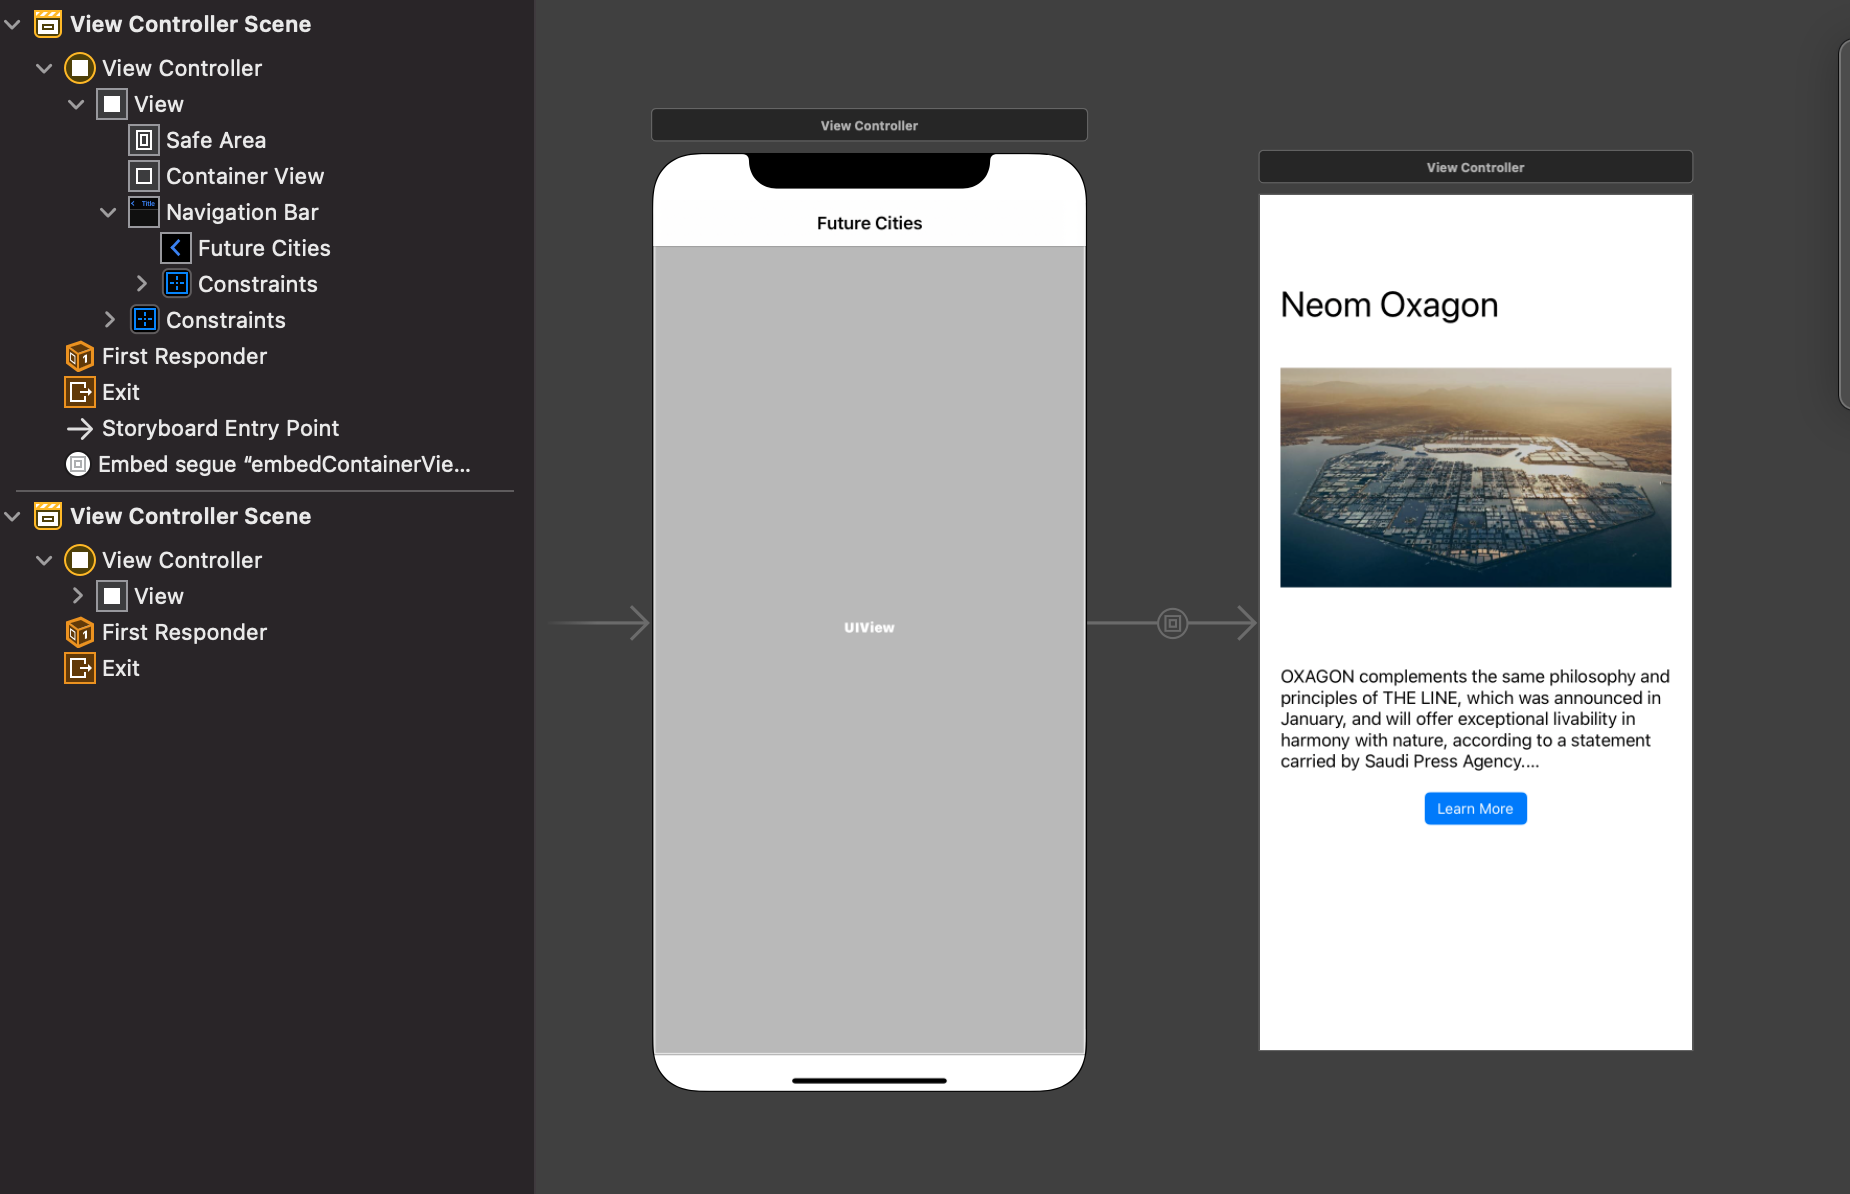 View Controller Scene
View Controller
View
Safe Area
Container View
Navigation Bar
Future Cities
Constraints
Constraints
First Responder
Exit
Storyboard Entry Point
Embed segue “embedContainerVie...
View Controller Scene
View Controller
View
First Responder
Exit
View Controller
Future Cities
UIView
View Controller
Neom Oxagon
OXAGON complements the same philosophy and
principles of THE LINE, which was announced in
January, and will offer exceptional livability in
harmony with nature, according to a statement
carried by Saudi Press Agency....
Learn More